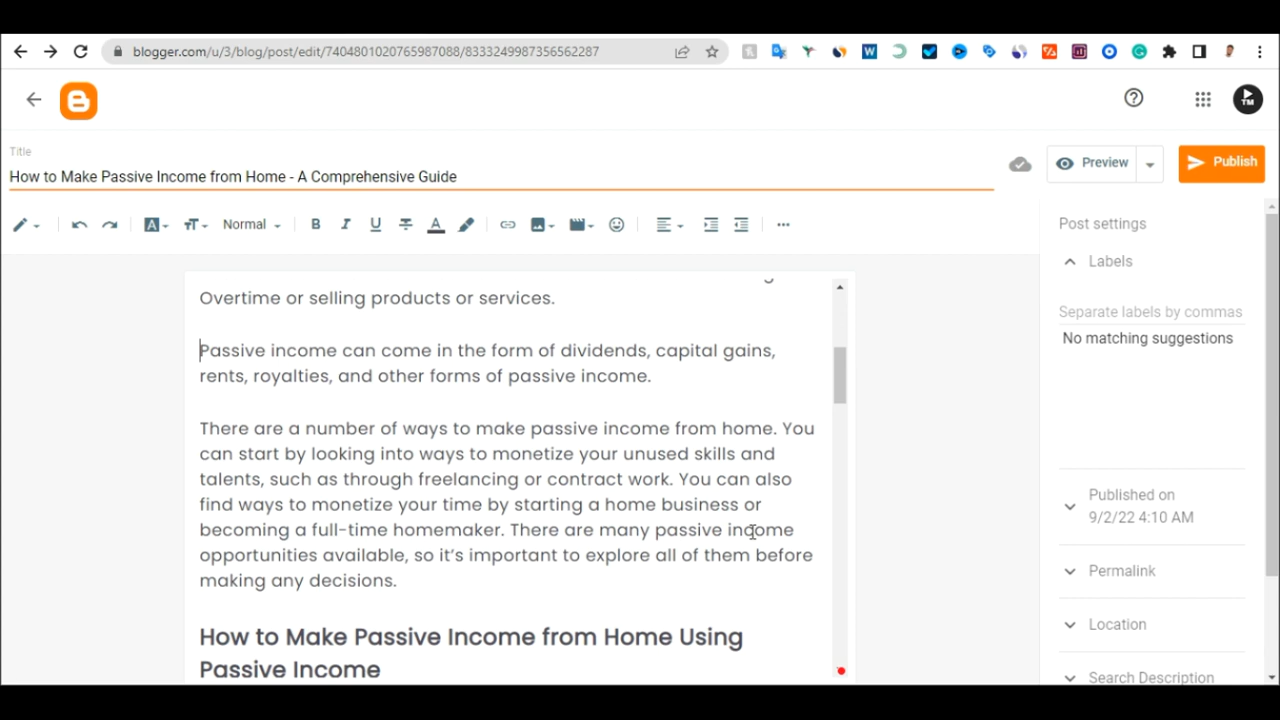 blogger.com/u/3/blog/post/edit/7404801020765987088/8333249987356562287
Title
How to Make Passive Income from Home - A Comprehensive Guide
Preview
Publish
Normal
Overtime or selling products or services.
Passive income can come in the form of dividends, capital gains,
rents, royalties, and other forms of passive income.
There are a number of ways to make passive income from home. You
can start by looking into ways to monetize your unused skills and
talents, such as through freelancing or contract work. You can also
find ways to monetize your time by starting a home business or
becoming a full-time homemaker. There are many passive income
opportunities available, so it's important to explore all of them before
making any decisions.
How to Make Passive Income from Home Using
Passive Income
Post settings
Labels
Separate labels by commas
No matching suggestions
Published on
9/2/22 4:10 AM
Permalink
Location
Search Description